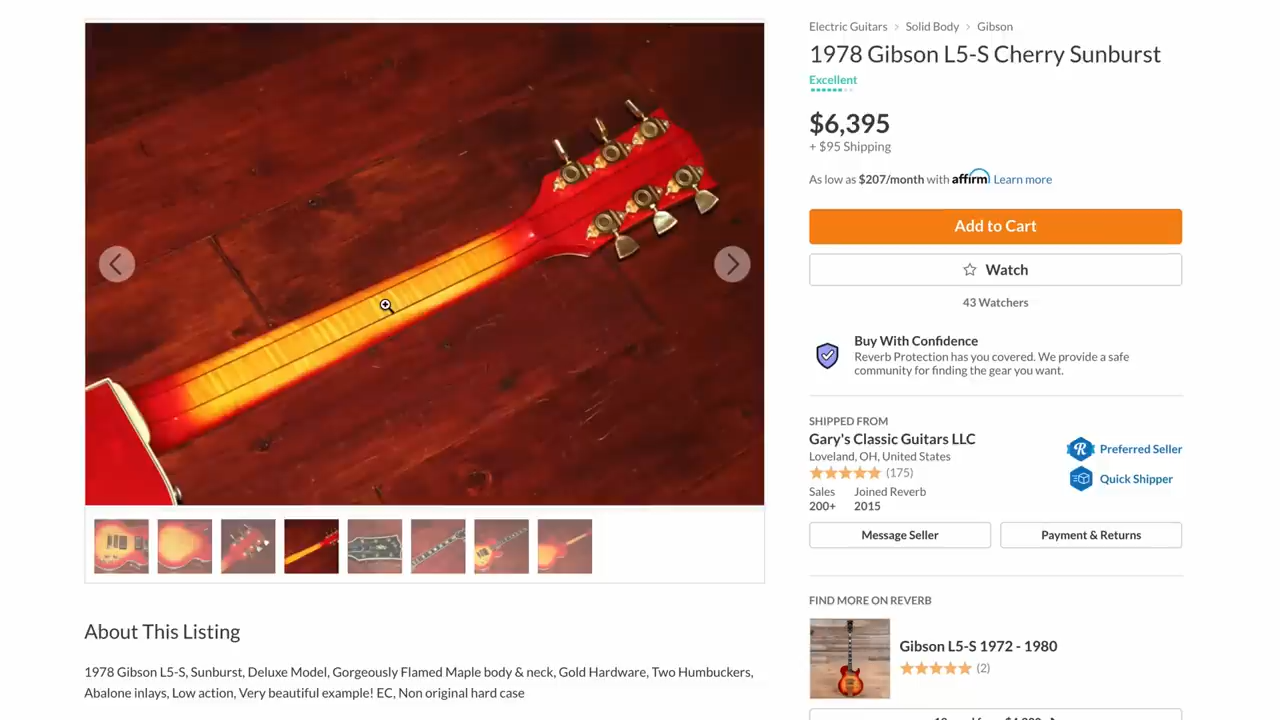 Electric Guitars > Solid Body > Gibson
1978 Gibson L5-S Cherry Sunburst
Excellent
$6,395
+ $95 Shipping
As low as $207/month with affirm Learn more
Add to Cart
Watch
43 Watchers
Buy With Confidence
Reverb Protection has you covered. We provide a safe
community for finding the gear you want.
SHIPPED FROM
Gary's Classic Guitars LLC
Loveland, OH, United States
(175)
Preferred Seller
Quick Shipper
Sales Joined Reverb
200+ 2015
Message Seller
Payment & Returns
FIND MORE ON REVERB
Gibson L5-S 1972 - 1980
(2)
About This Listing
1978 Gibson L5-S, Sunburst, Deluxe Model, Gorgeously Flamed Maple body & neck, Gold Hardware, Two Humbuckers,
Abalone inlays, Low action, Very beautiful example! EC, Non original hard case